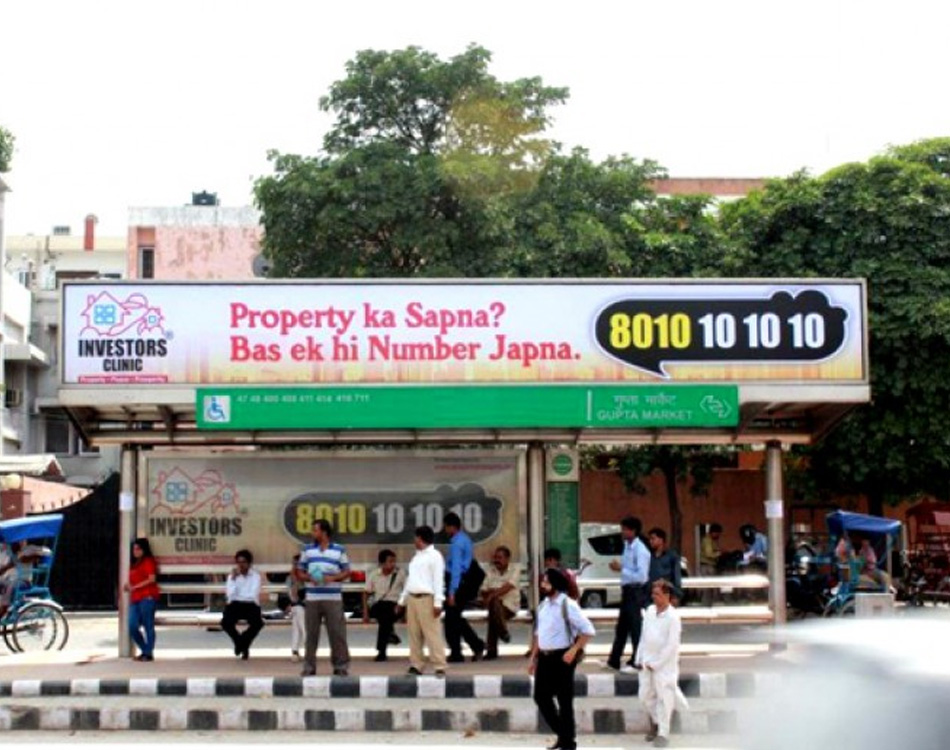 Property ka Sapna?
Bas ek hi Number Japna.
8010 10 10 10
INVESTORS
CLINIC
गुप्ता मार्केट
GUPTA MARKET
INVESTORS
CLINIC
8010 10 10 10